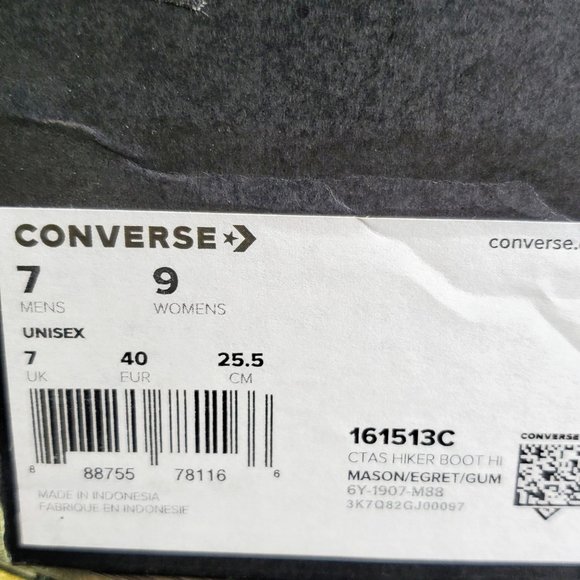 CONVERSE
converse.
7 9
MENS WOMENS
UNISEX
7 40 25.5
UK EUR CM
8 88755 78116 6
MADE IN INDONESIA
FABRIQUE EN INDONESIE
161513C
CTAS HIKER BOOT HI
MASON/EGRET/GUM
6Y-1907-M88
3K7Q82GJ00097
CONVERSE